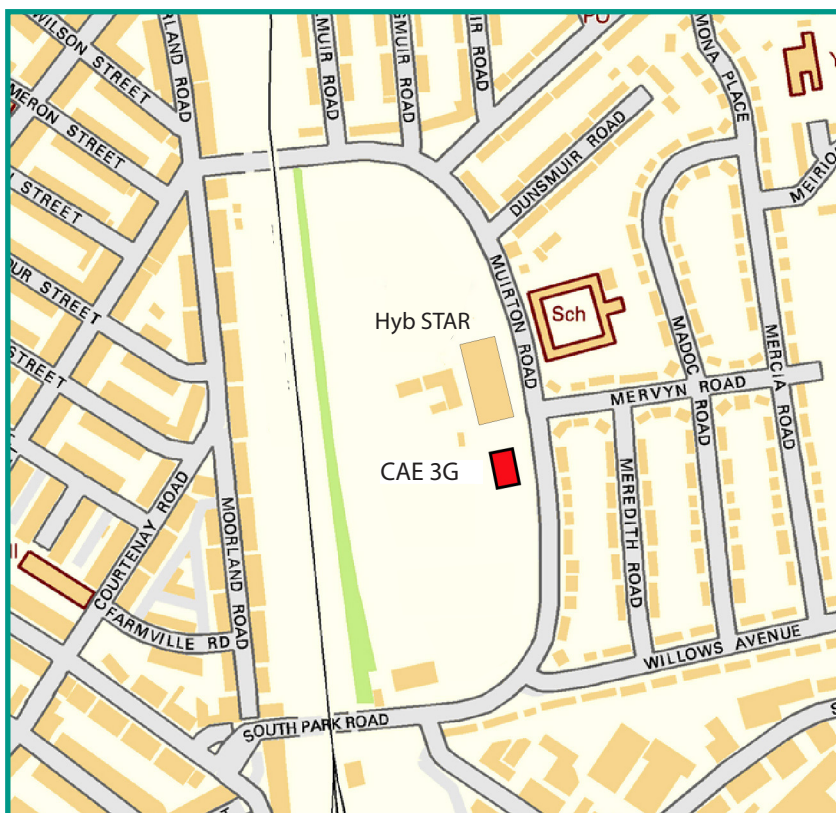 WILSON STREET
MOORLAND ROAD
MUIRTON ROAD
DUNSMUIR ROAD
Hyb STAR
Sch
CAE 3G
MERVYN ROAD
MADOC ROAD
MERCIA ROAD
MEREDITH ROAD
COURTENAY ROAD
FARMVILLE RD
WILLOWS AVENUE
SOUTH PARK ROAD
RLAND ROAD
MERON STREET
STREET
OUR STREET
STREET
MUIR ROAD
SMUIR ROAD
IR ROAD
MONA PLACE
MEIRIO